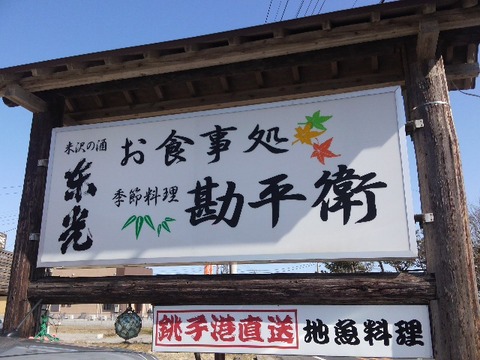 米沢の酒
東光
お食事処
季節料理
勘平衛
銚子港直送 地魚料理